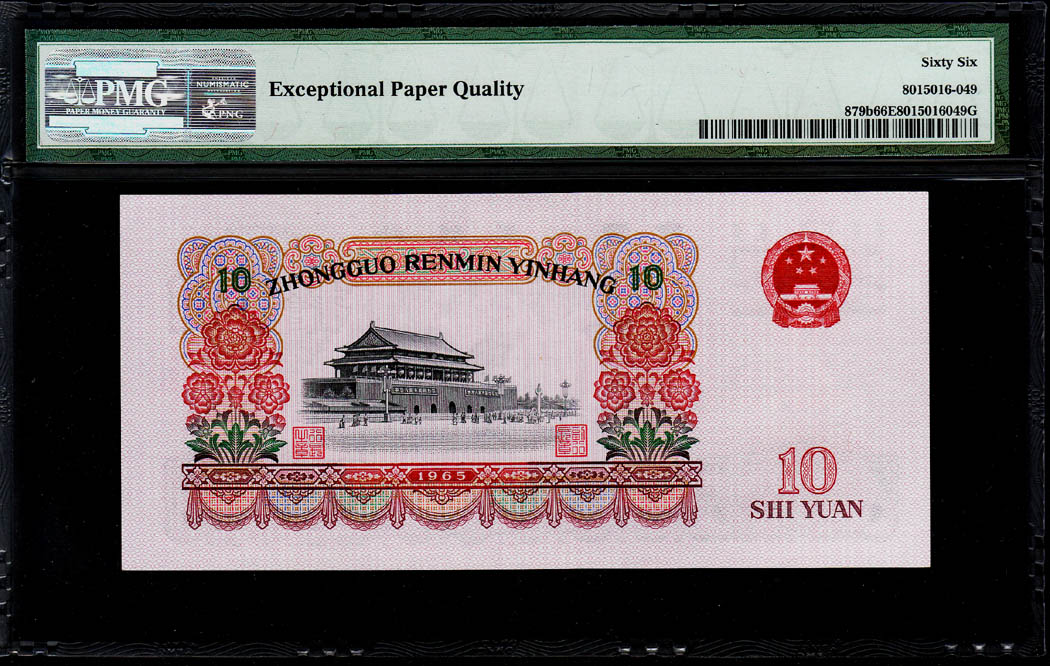 PMG
PAPER MONEY GUARANTY
NUMISMATIC
PNG
Exceptional Paper Quality
Sixty Six
8015016-049
879b66E8015016049G
10 ZHONGGUO RENMIN YINHANG 10
1965
10
SHI YUAN